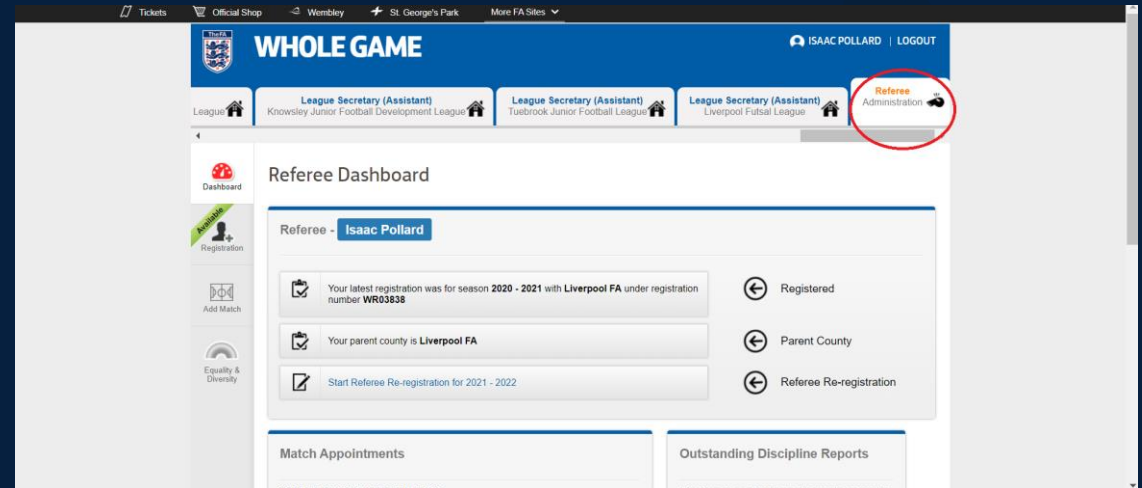 Tickets Official Shop Wembley St. George's Park More FA Sites
TheFA
WHOLE GAME
ISAAC POLLARD | LOGOUT
League
League Secretary (Assistant)
Knowsley Junior Football Development League
League Secretary (Assistant)
Tuebrook Junior Football League
League Secretary (Assistant)
Liverpool Futsal League
Referee
Administration
Dashboard
Available
Registration
Add Match
Equality &
Diversity
Referee Dashboard
Referee - Isaac Pollard
Your latest registration was for season 2020 - 2021 with Liverpool FA under registration
number WR03838
Registered
Your parent county is Liverpool FA
Parent County
Start Referee Re-registration for 2021 - 2022
Referee Re-registration
Match Appointments
Outstanding Discipline Reports